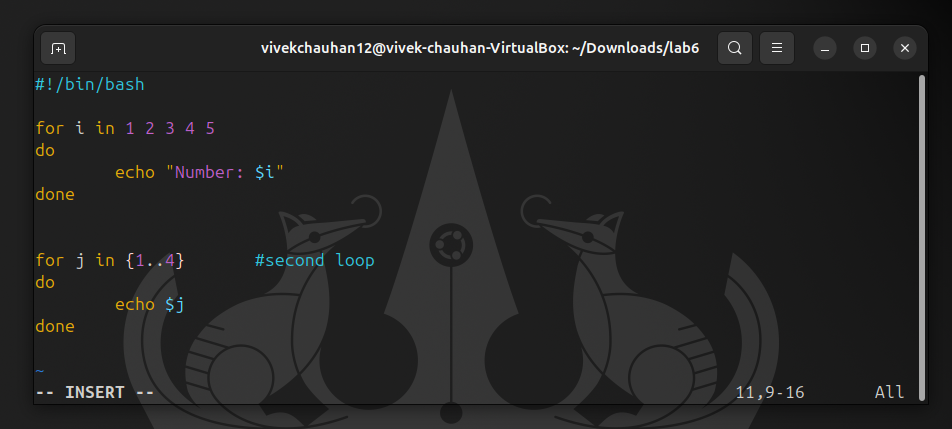 vivekchauhan12@vivek-chauhan-VirtualBox: ~/Downloads/lab6
#!/bin/bash
for i in 1 2 3 4 5
do
        echo "Number: $i"
done
for j in {1..4}       #second loop
do
        echo $j
done
~
-- INSERT --                                                          11,9-16       All